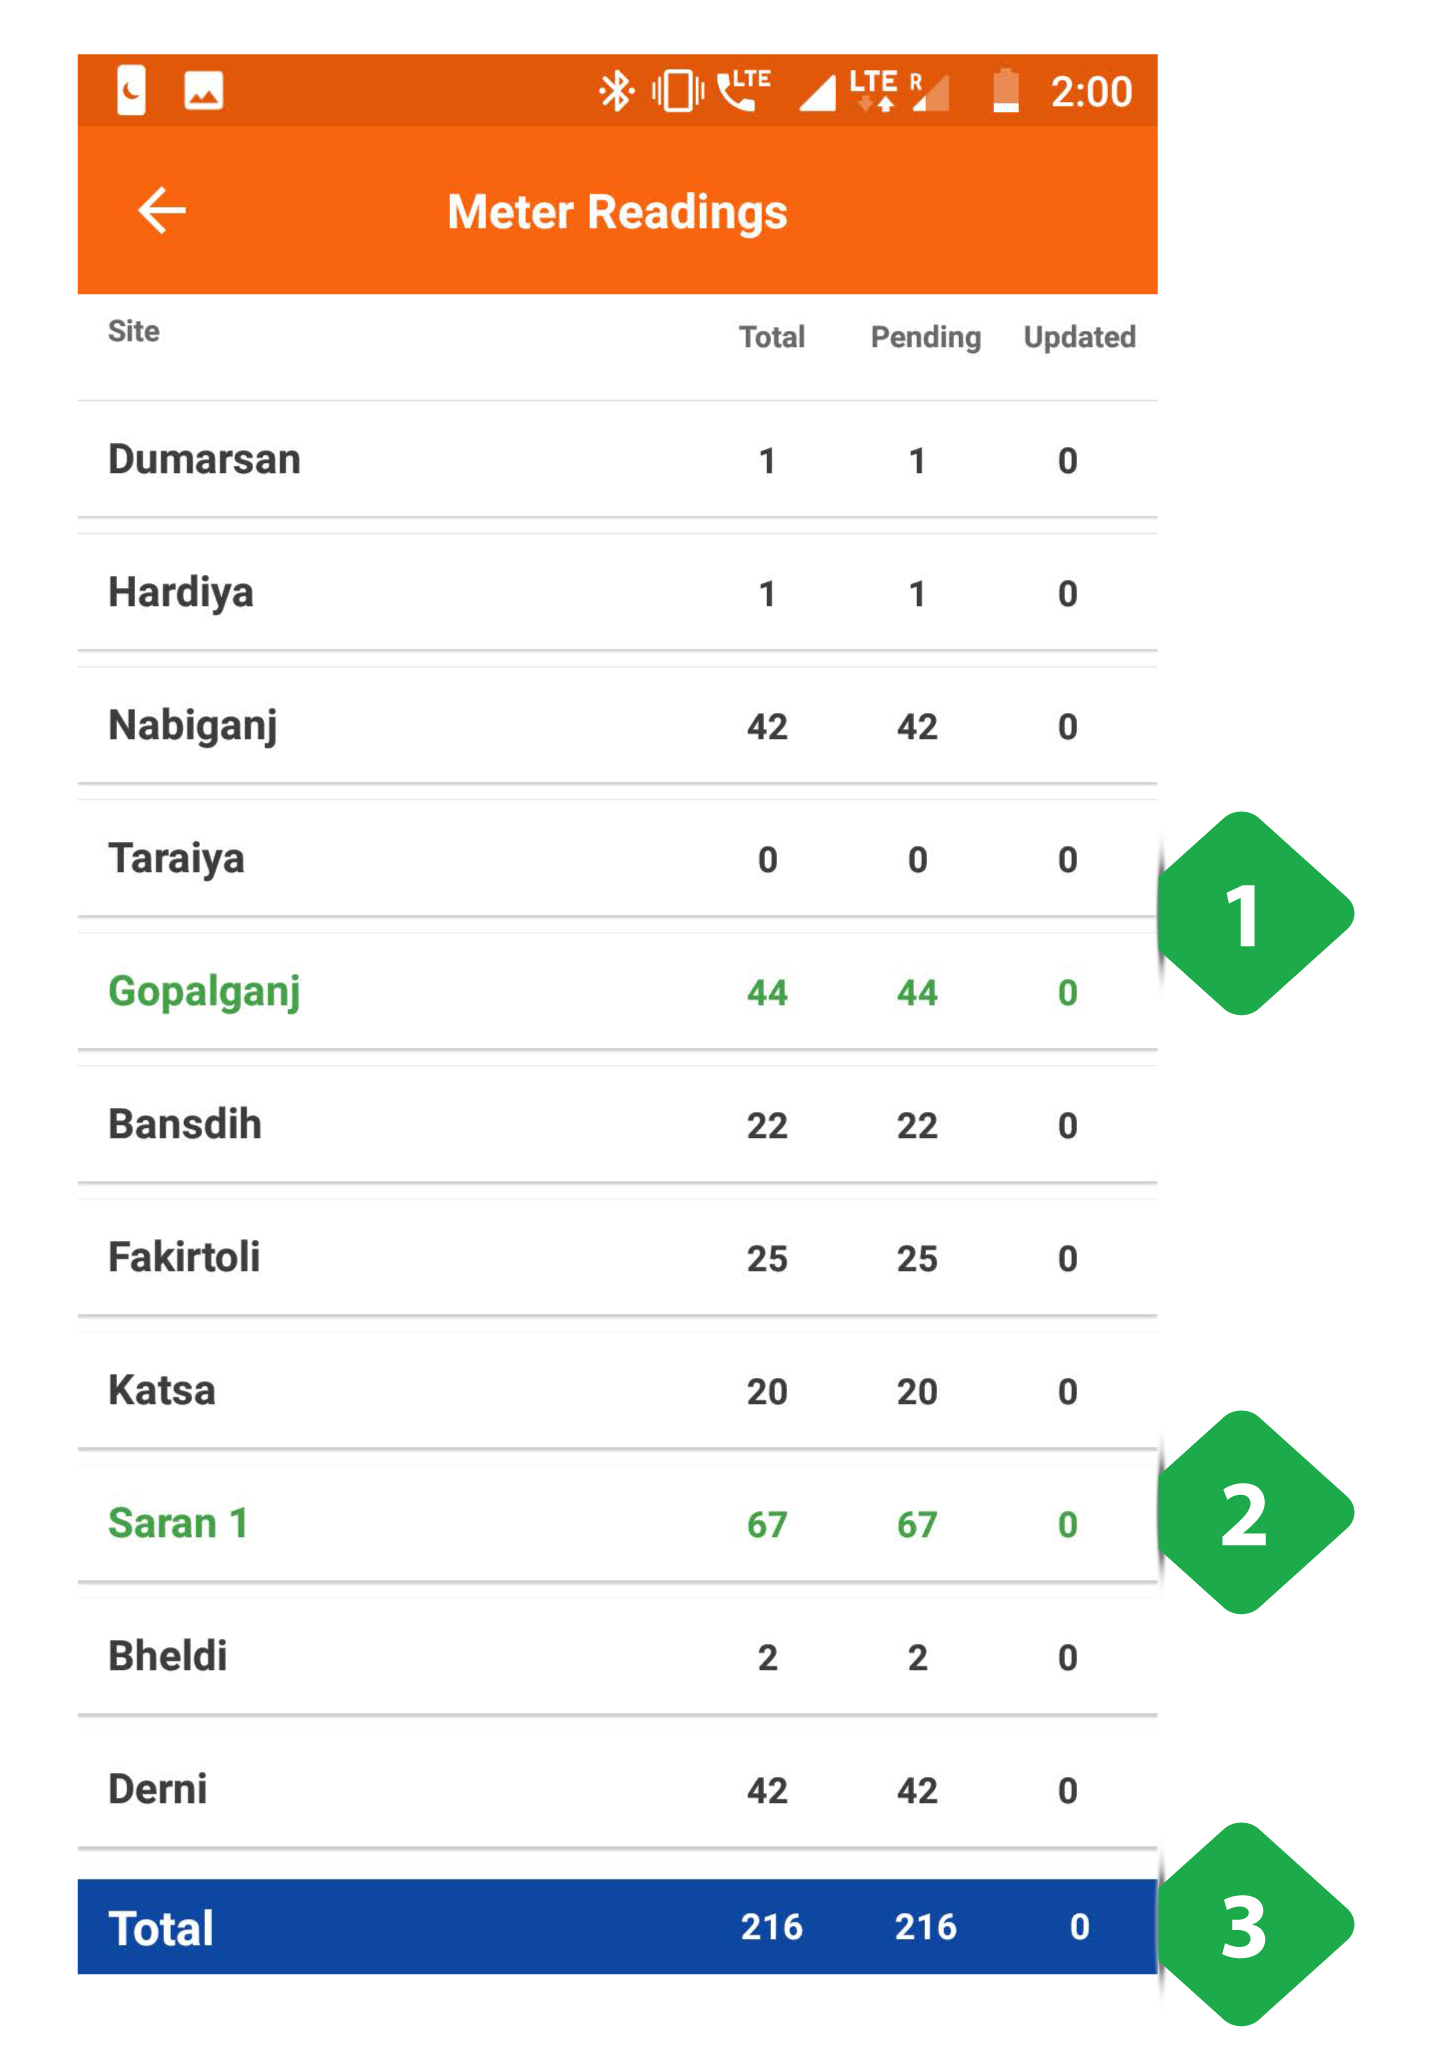 LTE LTE R 2:00
Meter Readings
Site Total Pending Updated
Dumarsan 1 1 0
Hardiya 1 1 0
Nabiganj 42 42 0
Taraiya 0 0 0
1
Gopalganj 44 44 0
Bansdih 22 22 0
Fakirtoli 25 25 0
Katsa 20 20 0
Saran 1 67 67 0
2
Bheldi 2 2 0
Derni 42 42 0
Total 216 216 0
3